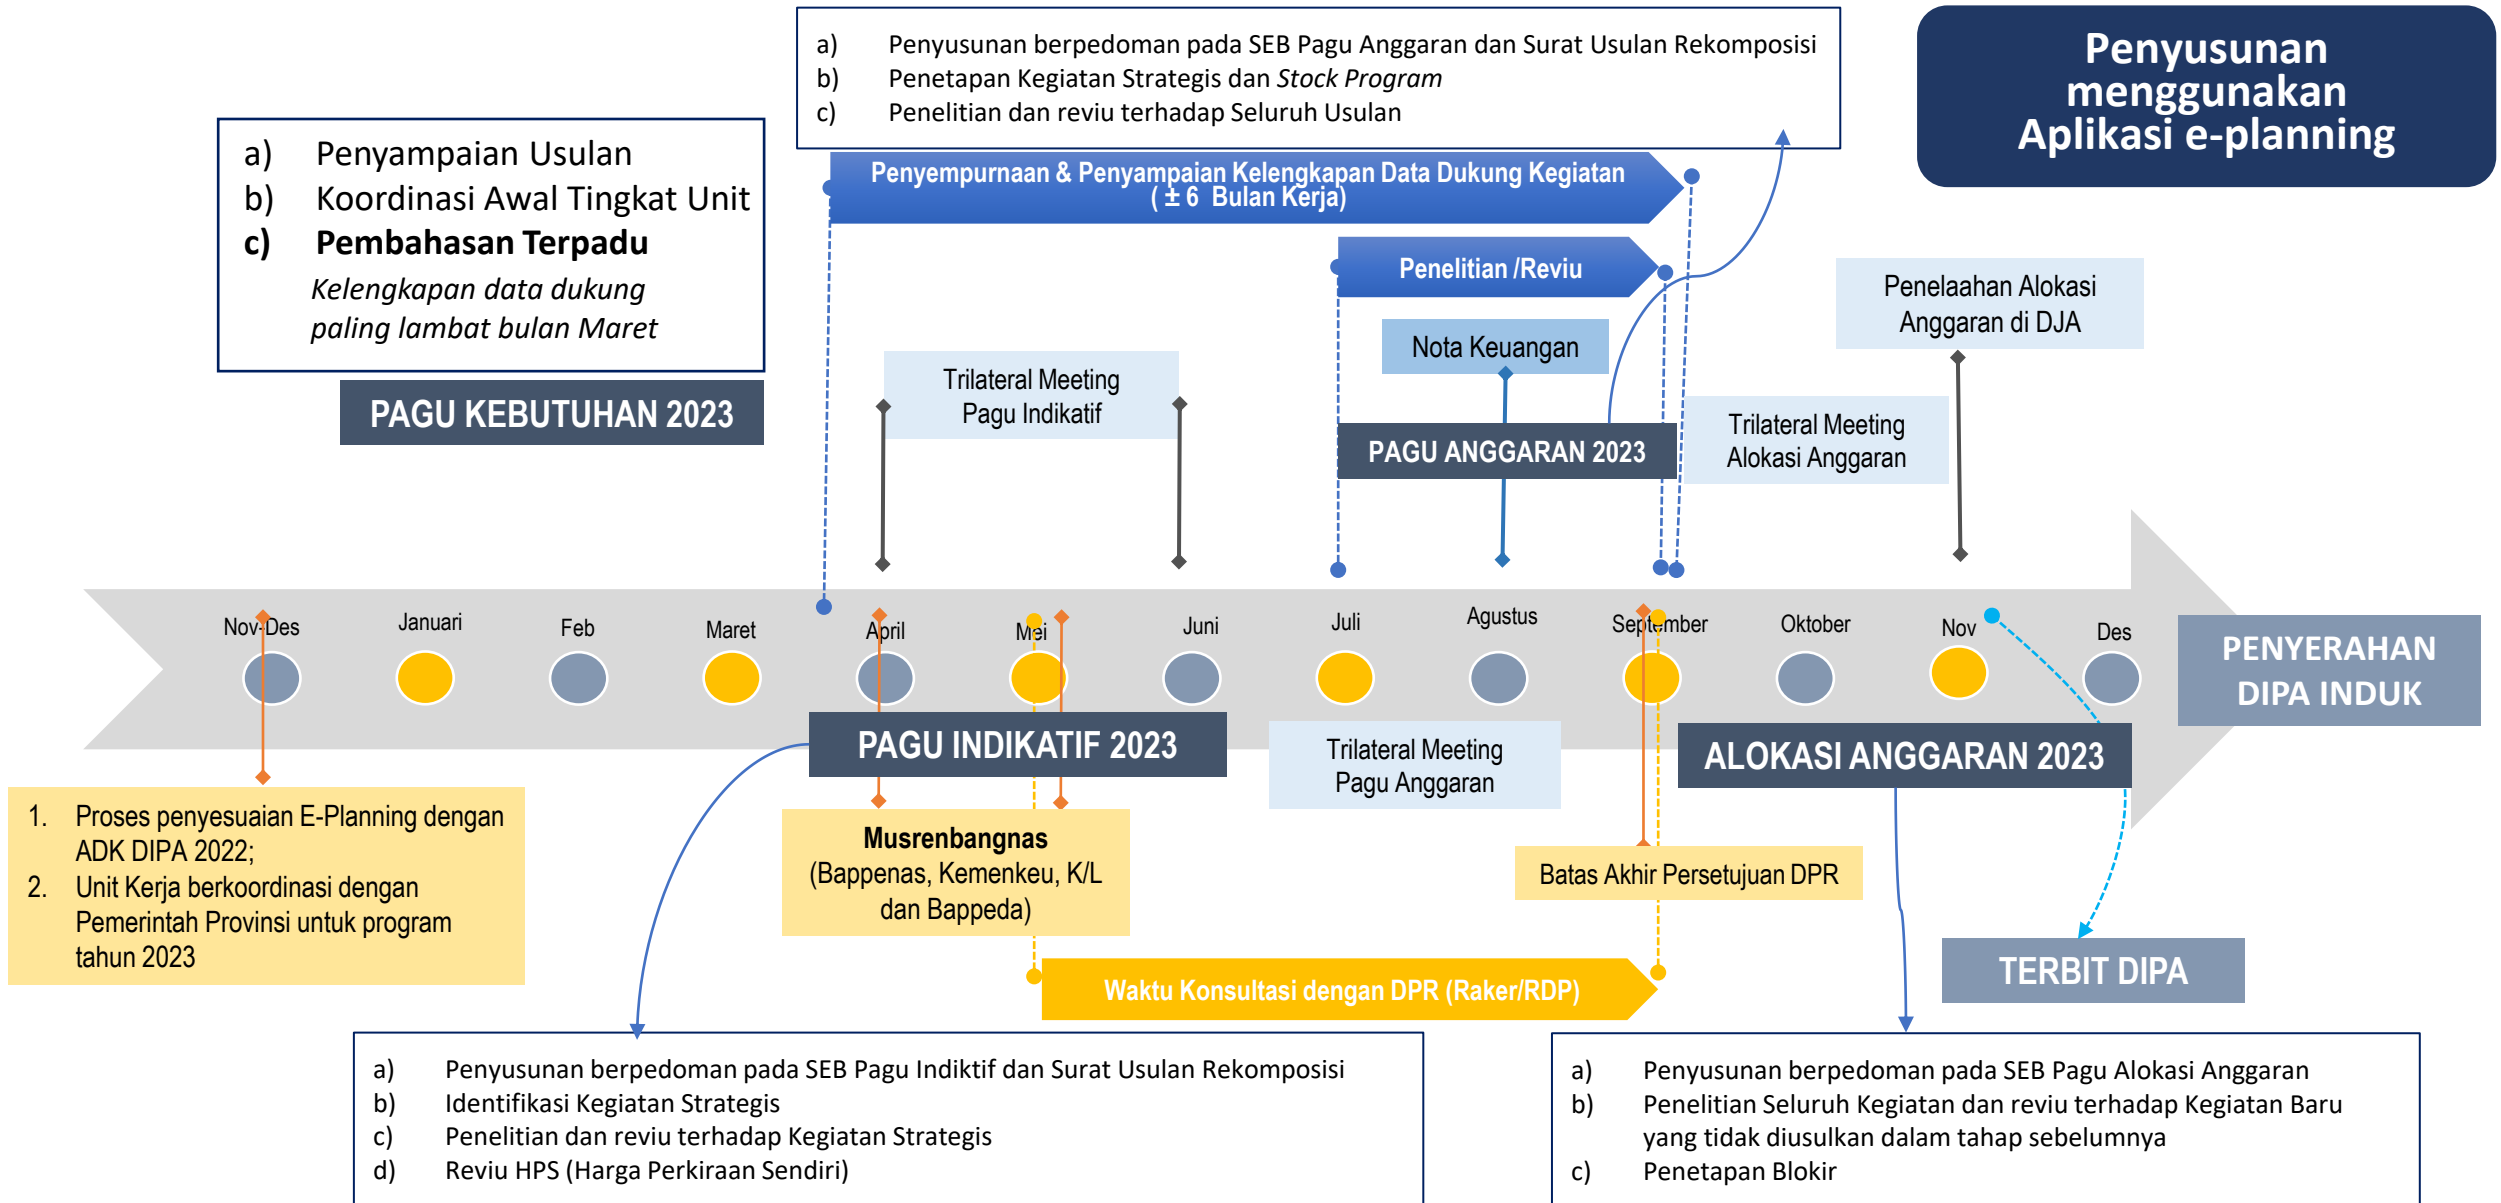 a) Penyusunan berpedoman pada SEB Pagu Anggaran dan Surat Usulan Rekomposisi
b) Penetapan Kegiatan Strategis dan Stock Program
c) Penelitian dan reviu terhadap Seluruh Usulan
Penyusunan
menggunakan
Aplikasi e-planning
a) Penyampaian Usulan
b) Koordinasi Awal Tingkat Unit
c) Pembahasan Terpadu
Kelengkapan data dukung
paling lambat bulan Maret
PAGU KEBUTUHAN 2023
Penyempurnaan & Penyampaian Kelengkapan Data Dukung Kegiatan
( ± 6 Bulan Kerja)
Penelitian /Reviu
Nota Keuangan
Trilateral Meeting
Pagu Indikatif
PAGU ANGGARAN 2023
Trilateral Meeting
Alokasi Anggaran
Penelaahan Alokasi
Anggaran di DJA
Nov-Des
Januari
Feb
Maret
April
Mei
Juni
Juli
Agustus
September
Oktober
Nov
Des
PENYERAHAN
DIPA INDUK
PAGU INDIKATIF 2023
Trilateral Meeting
Pagu Anggaran
ALOKASI ANGGARAN 2023
1. Proses penyesuaian E-Planning dengan
ADK DIPA 2022;
2. Unit Kerja berkoordinasi dengan
Pemerintah Provinsi untuk program
tahun 2023
Musrenbangnas
(Bappenas, Kemenkeu, K/L
dan Bappeda)
Batas Akhir Persetujuan DPR
Waktu Konsultasi dengan DPR (Raker/RDP)
TERBIT DIPA
a) Penyusunan berpedoman pada SEB Pagu Indiktif dan Surat Usulan Rekomposisi
b) Identifikasi Kegiatan Strategis
c) Penelitian dan reviu terhadap Kegiatan Strategis
d) Reviu HPS (Harga Perkiraan Sendiri)
a) Penyusunan berpedoman pada SEB Pagu Alokasi Anggaran
b) Penelitian Seluruh Kegiatan dan reviu terhadap Kegiatan Baru
yang tidak diusulkan dalam tahap sebelumnya
c) Penetapan Blokir